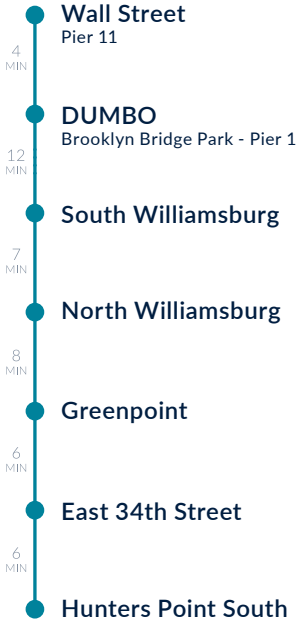 Wall Street
Pier 11
4
MIN
DUMBO
Brooklyn Bridge Park - Pier 1
12
MIN
South Williamsburg
7
MIN
North Williamsburg
8
MIN
Greenpoint
6
MIN
East 34th Street
6
MIN
Hunters Point South